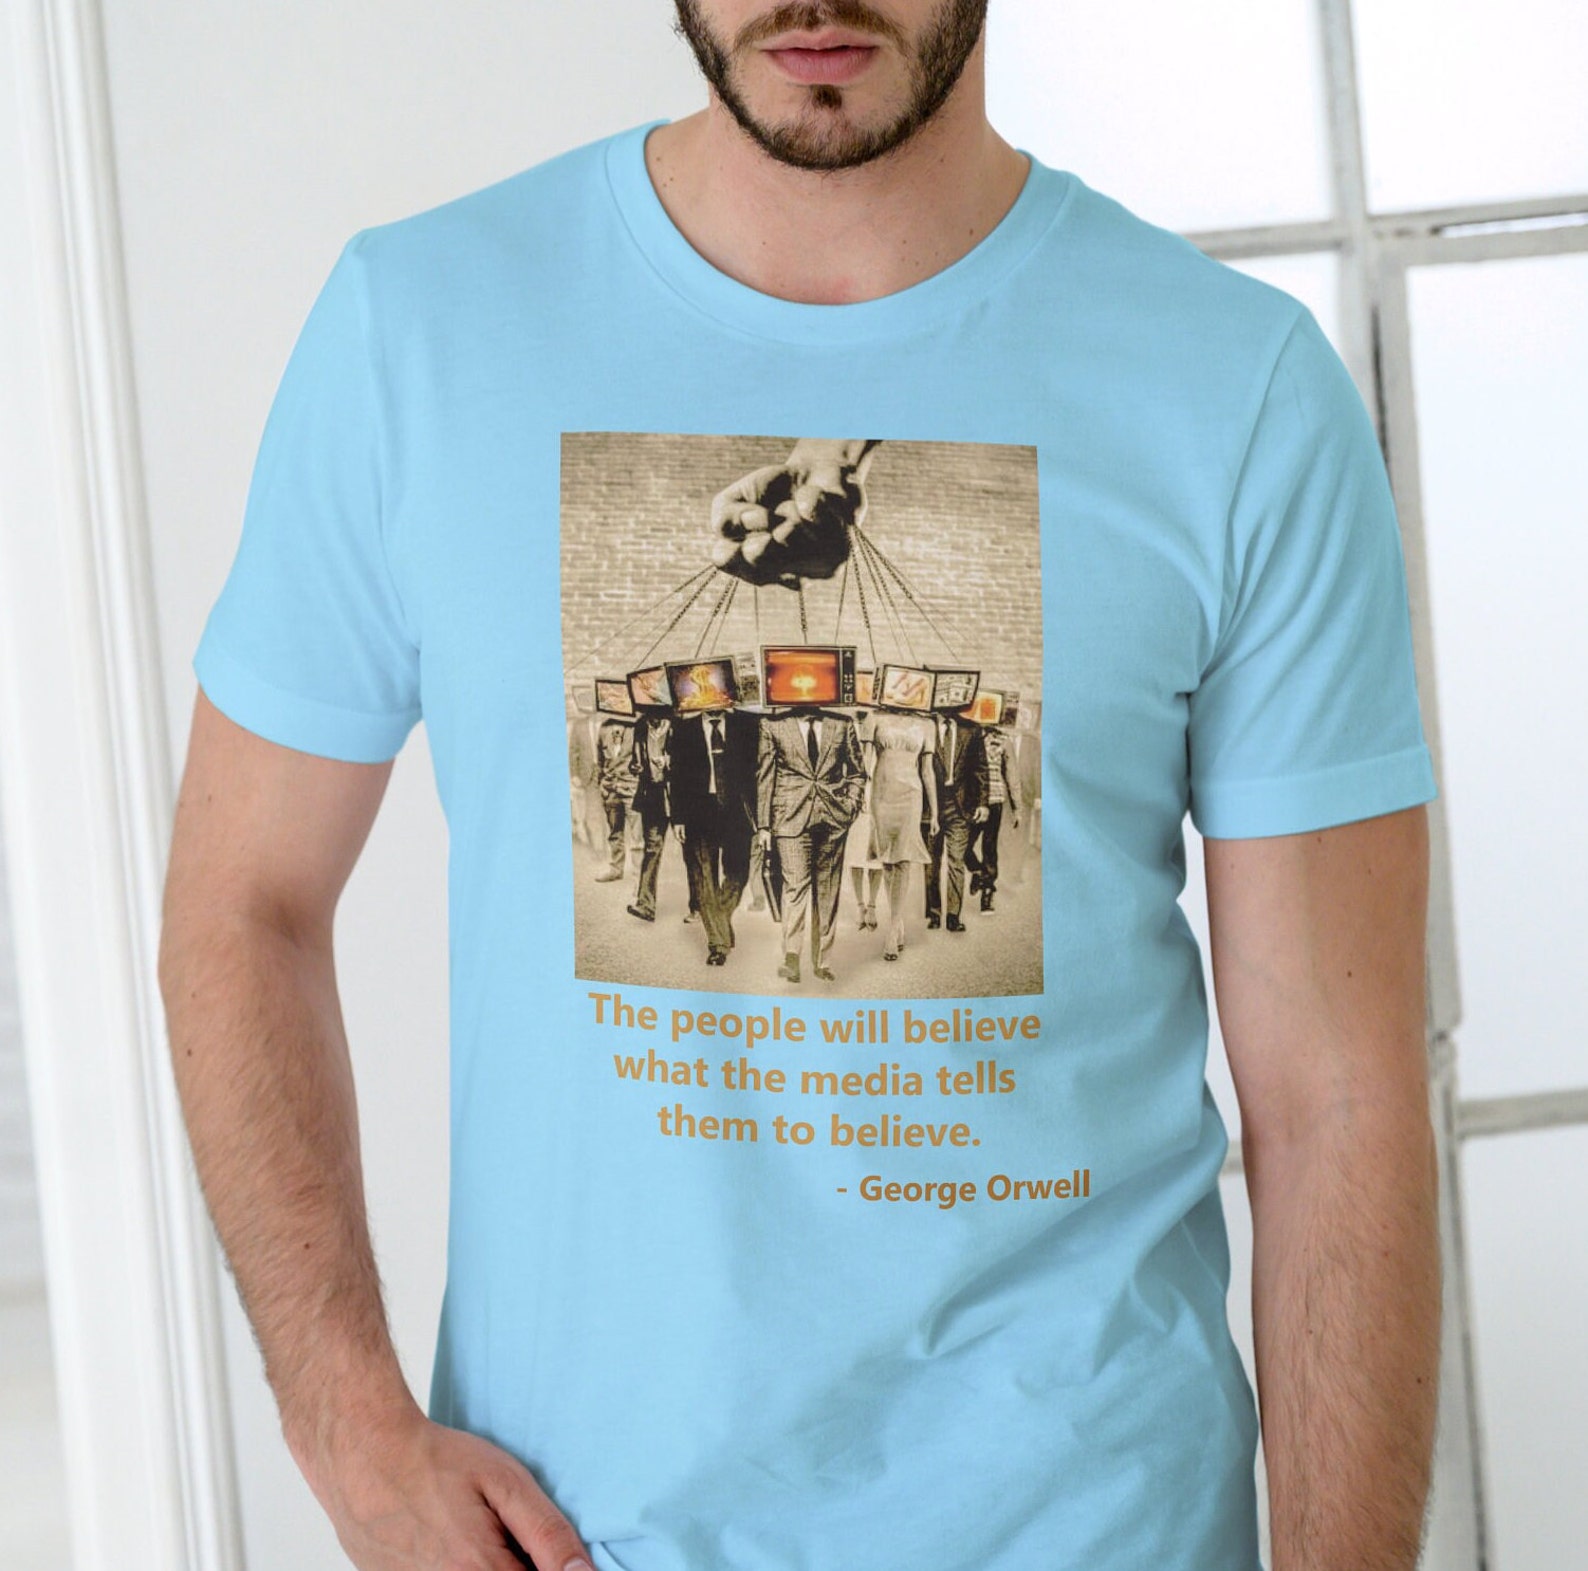 The people will believe
what the media tells
them to believe.
- George Orwell